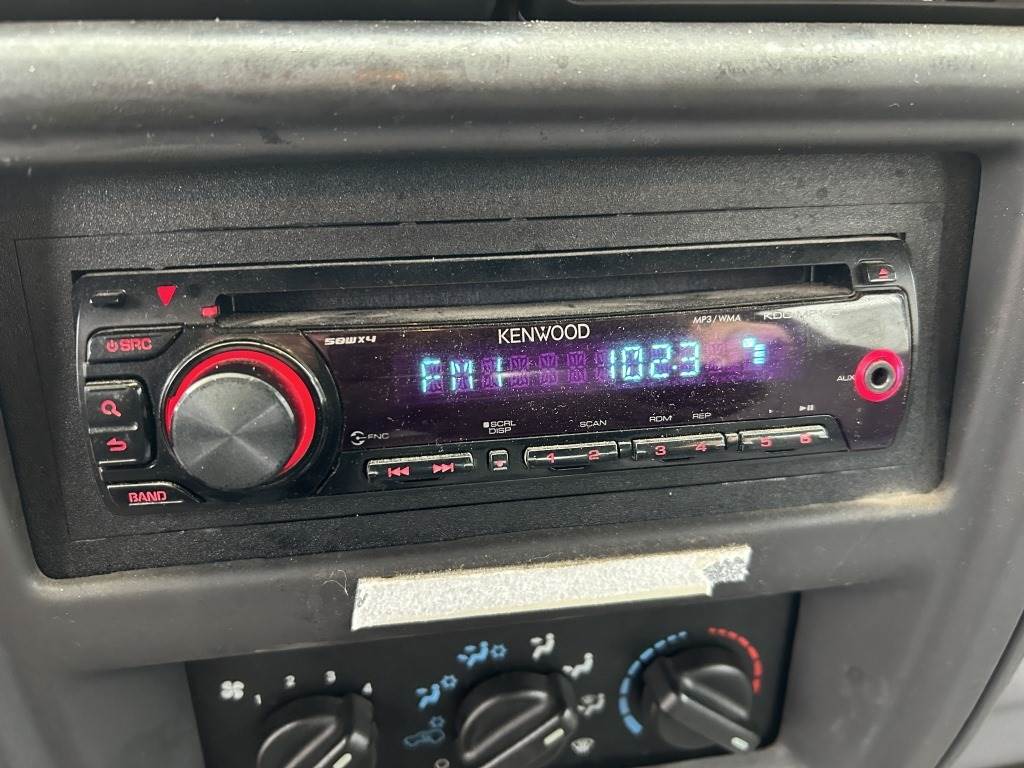 KENWOOD
MP3/WMA
50WX4
SRC
FM1 102.3
AUX
FNC
SCRL
DISP
SCAN
RDM
REP
1 2
3 4
5 6
BAND
1 2 3 4